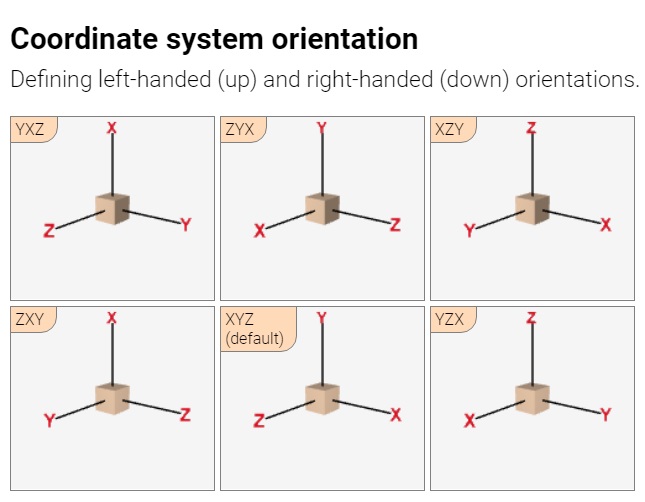 Coordinate system orientation
Defining left-handed (up) and right-handed (down) orientations.
YXZ
X
Z
Y
ZYX
Y
X
Z
XZY
Z
Y
X
ZXY
X
Y
Z
XYZ
(default)
Y
Z
X
YZX
Z
X
Y